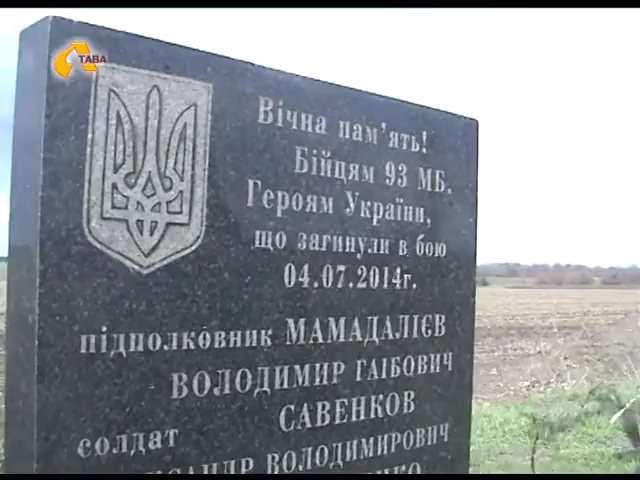 ТАВА
Вічна пам'ять!
Бійцям 93 МБ.
Героям України,
що загинули в бою
04.07.2014г.
підполковник МАМАДАЛІЄВ
ВОЛОДИМИР ГАІБОВИЧ
САВЕНКОВ
солдат
ВОЛОДИМИРОВИЧ